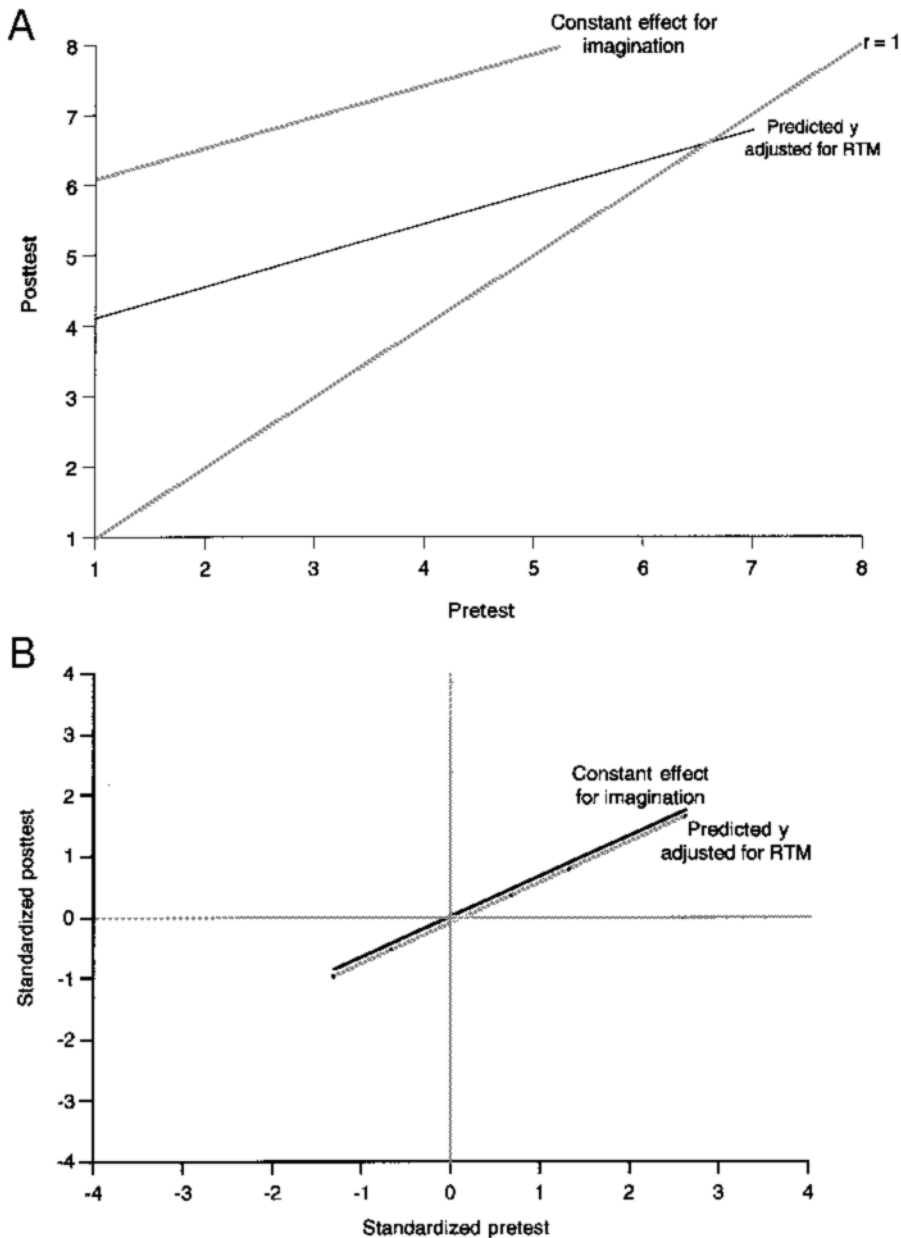 A
Constant effect for
imagination
r = 1
Predicted y
adjusted for RTM
8
7
6
5
4
3
2
1
Posttest
1 2 3 4 5 6 7 8
Pretest
B
4
3
2
1
0
-1
-2
-3
-4
Standardized posttest
Constant effect
for imagination
Predicted y
adjusted for RTM
-4 -3 -2 -1 0 1 2 3 4
Standardized pretest